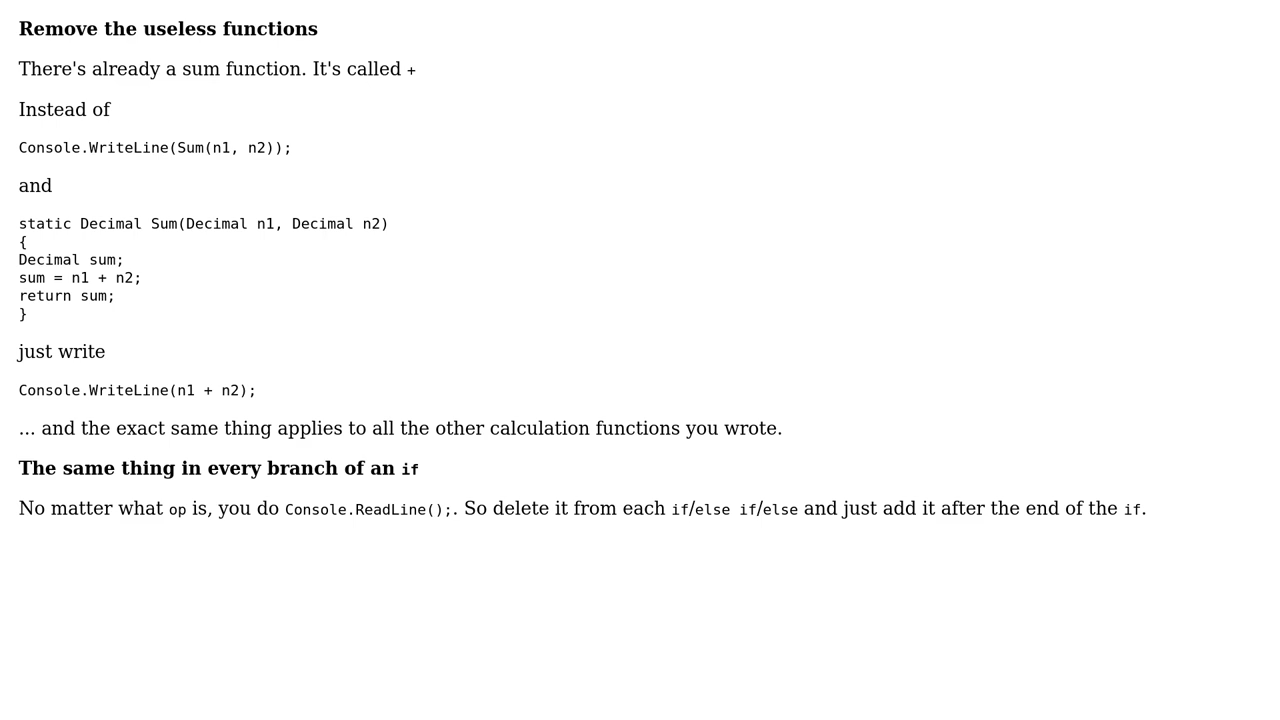 Remove the useless functions
There's already a sum function. It's called +
Instead of
Console.WriteLine(Sum(n1, n2));
and
static Decimal Sum(Decimal n1, Decimal n2)
{
Decimal sum;
sum = n1 + n2;
return sum;
}
just write
Console.WriteLine(n1 + n2);
... and the exact same thing applies to all the other calculation functions you wrote.
The same thing in every branch of an if
No matter what op is, you do Console.ReadLine();. So delete it from each if/else if/else and just add it after the end of the if.